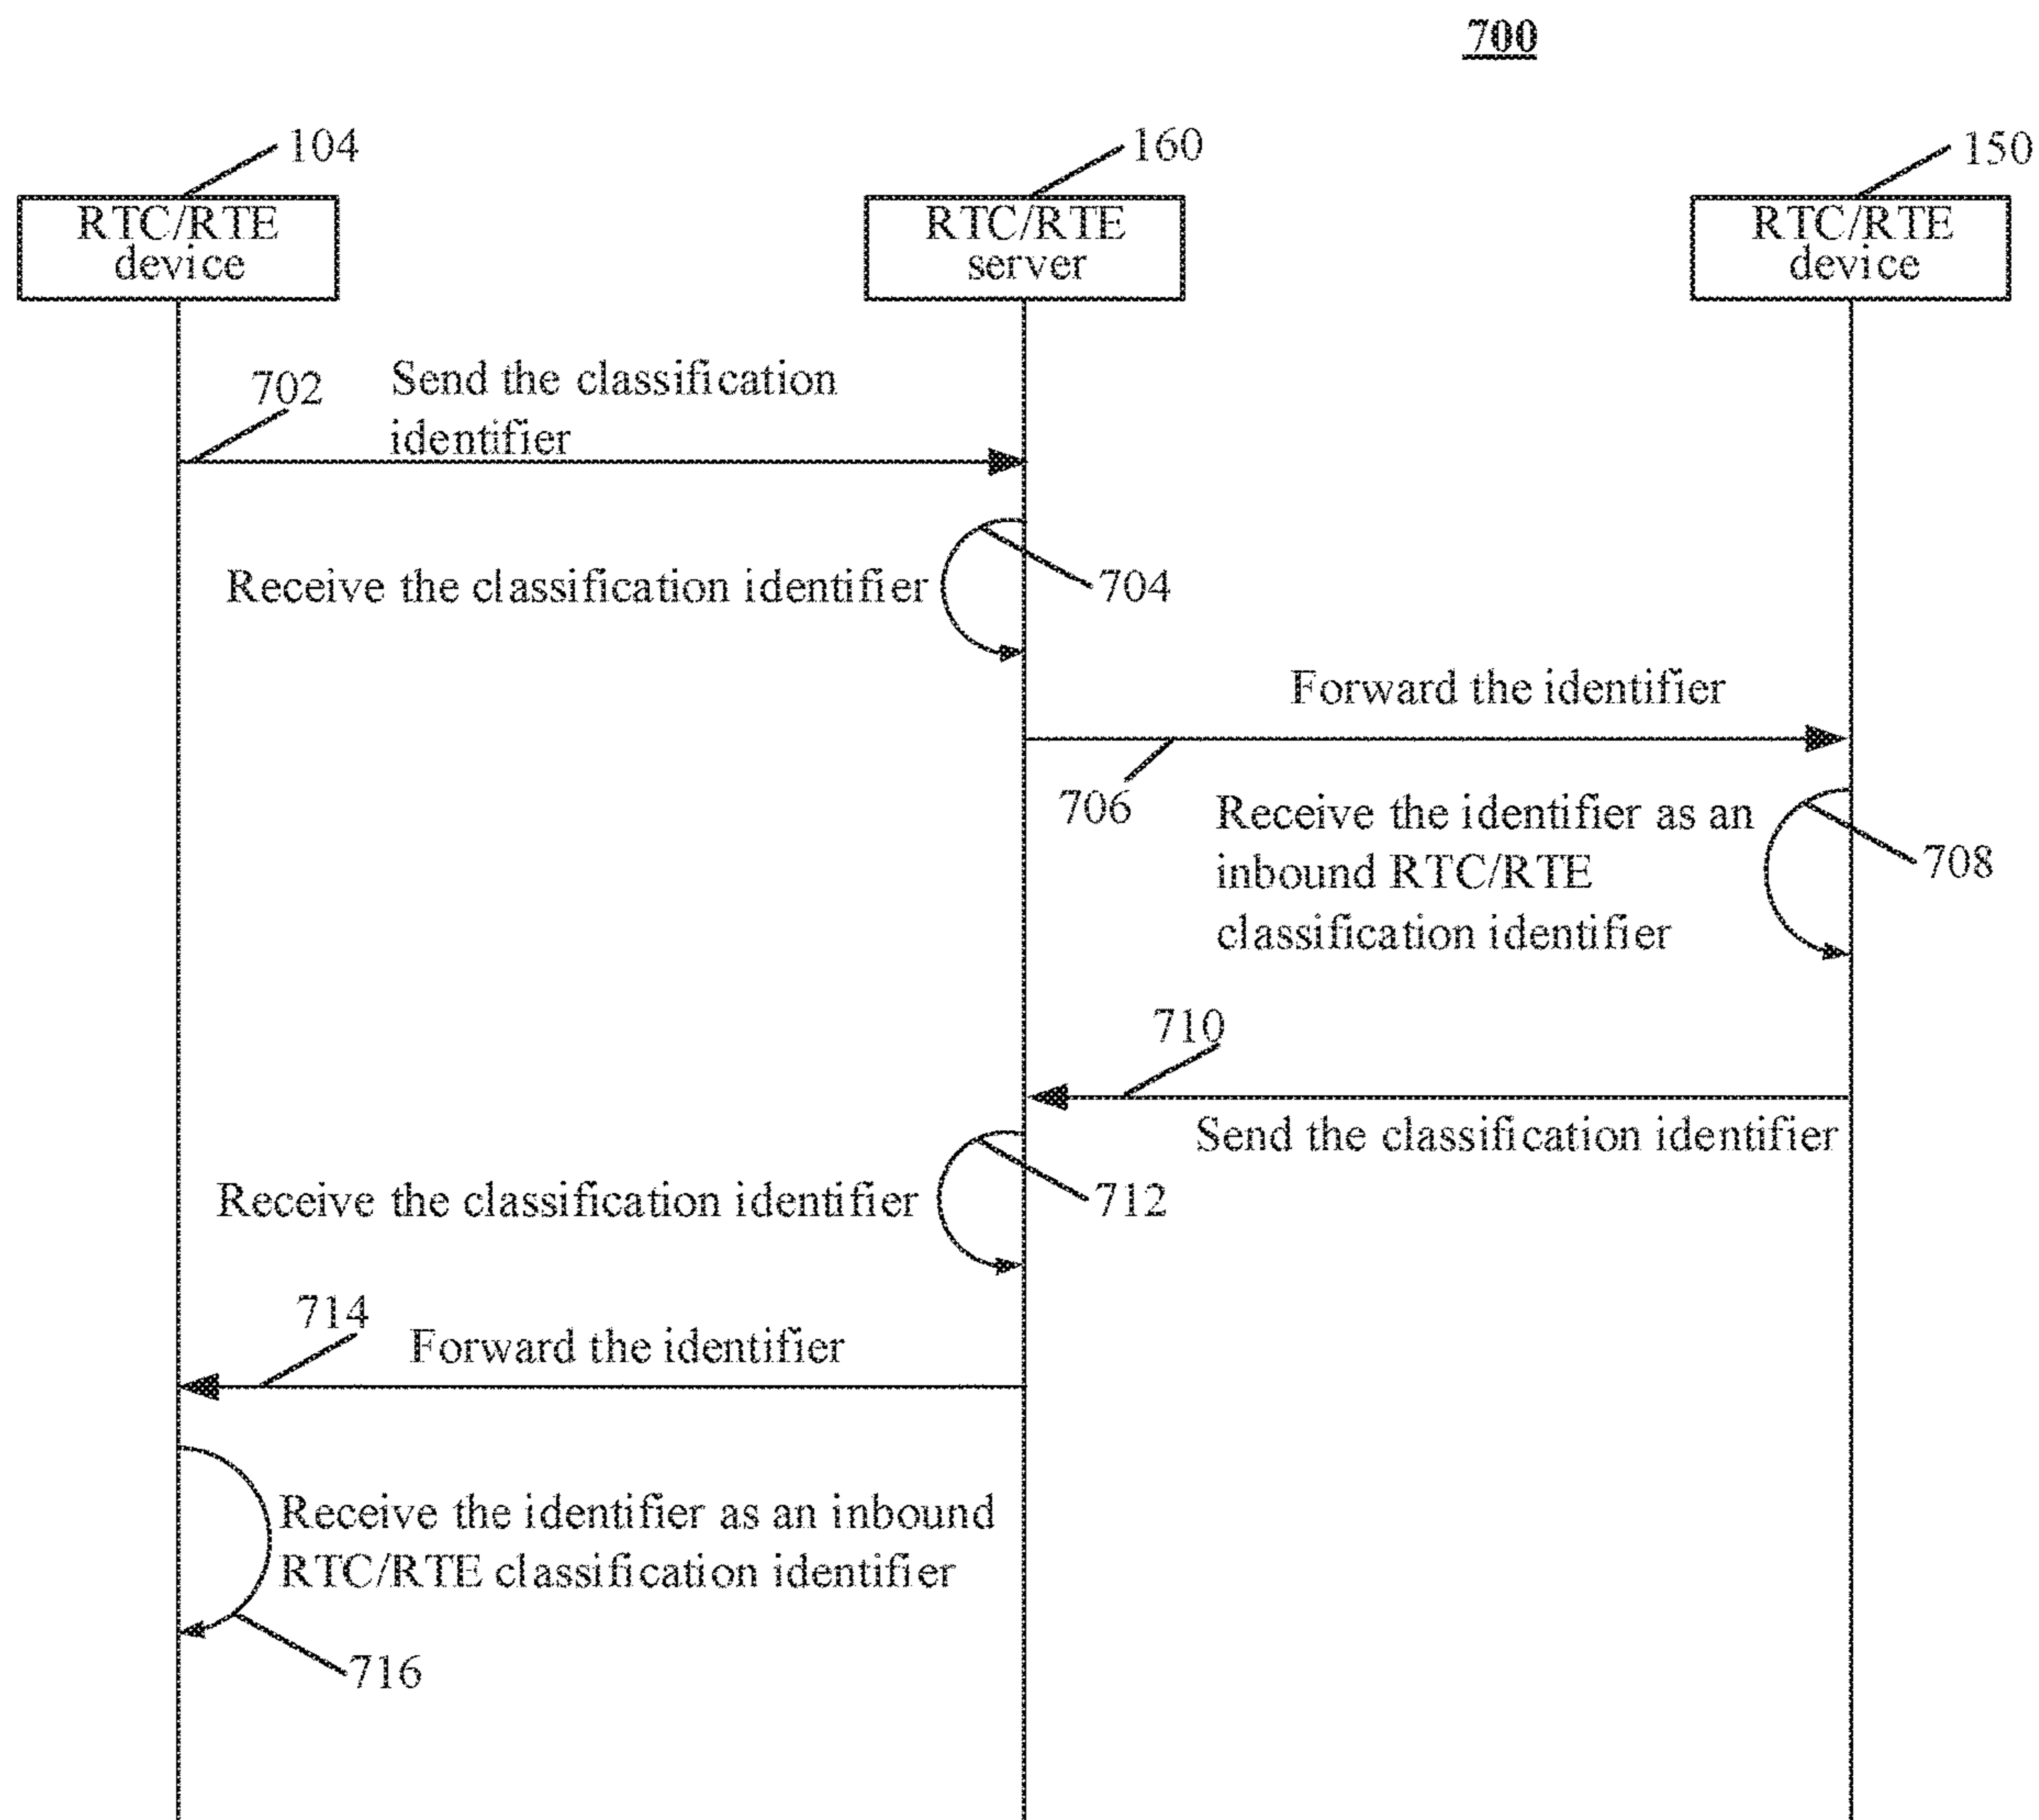 700
104
160
150
RTC/RTE
device
RTC/RTE
server
RTC/RTE
device
702
Send the classification
identifier
Receive the classification identifier
704
Forward the identifier
706
Receive the identifier as an
inbound RTC/RTE
classification identifier
708
710
Send the classification identifier
Receive the classification identifier
712
714
Forward the identifier
Receive the identifier as an inbound
RTC/RTE classification identifier
716